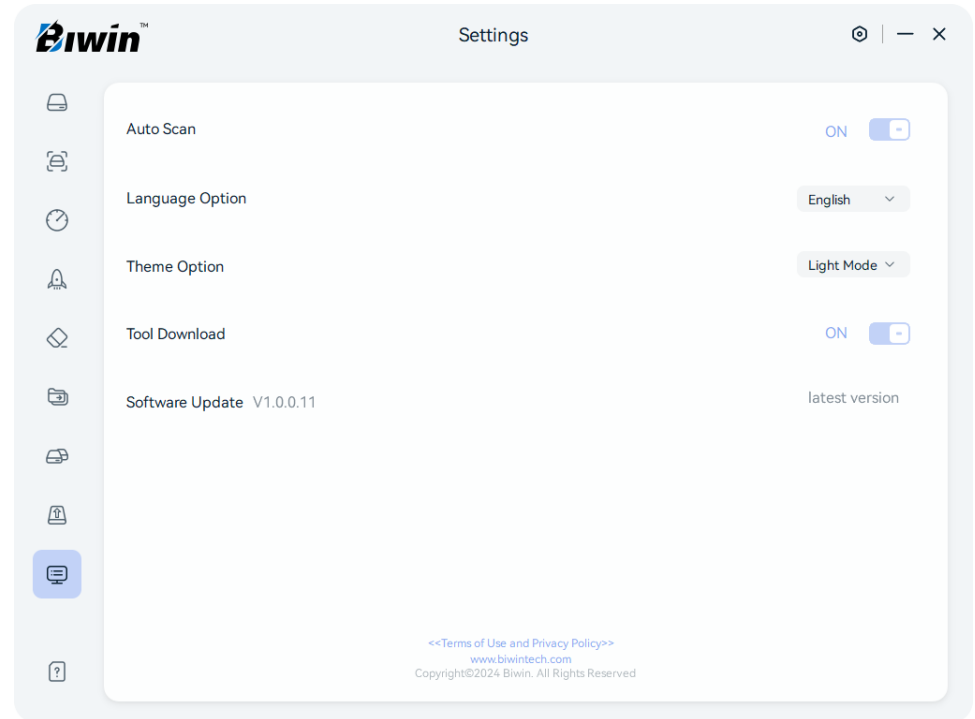 Biwin™
Settings
Auto Scan
ON
Language Option
English
Theme Option
Light Mode
Tool Download
ON
Software Update V1.0.0.11
latest version
<<Terms of Use and Privacy Policy>>
www.biwintech.com
Copyright©2024 Biwin. All Rights Reserved
?